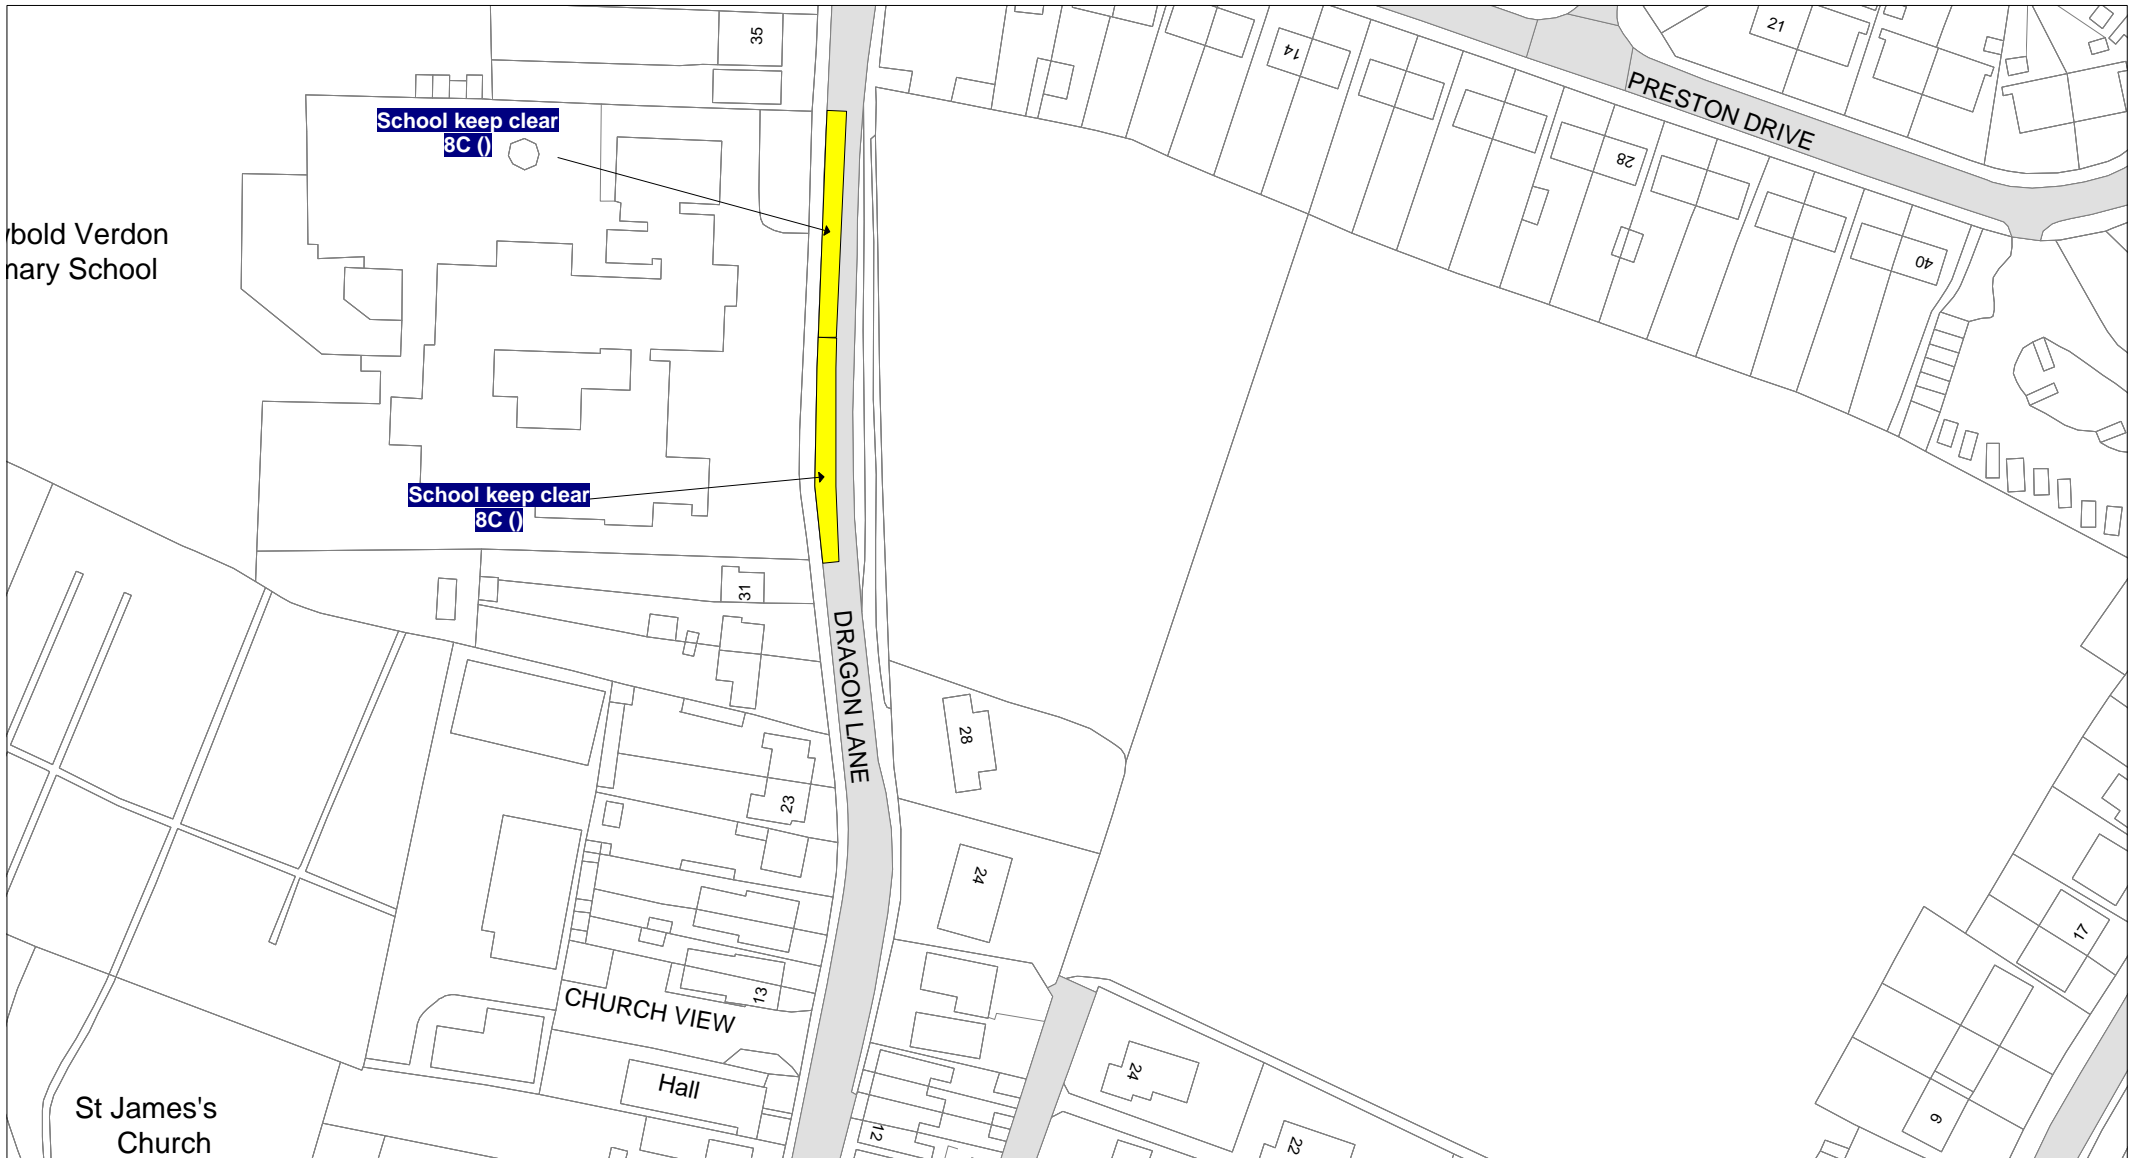 35
14
21
PRESTON DRIVE
School keep clear
8C ()
28
ybold Verdon
mary School
40
School keep clear
8C ()
31
DRAGON LANE
28
23
24
17
13
CHURCH VIEW
Hall
24
St James's
Church
12
22
9